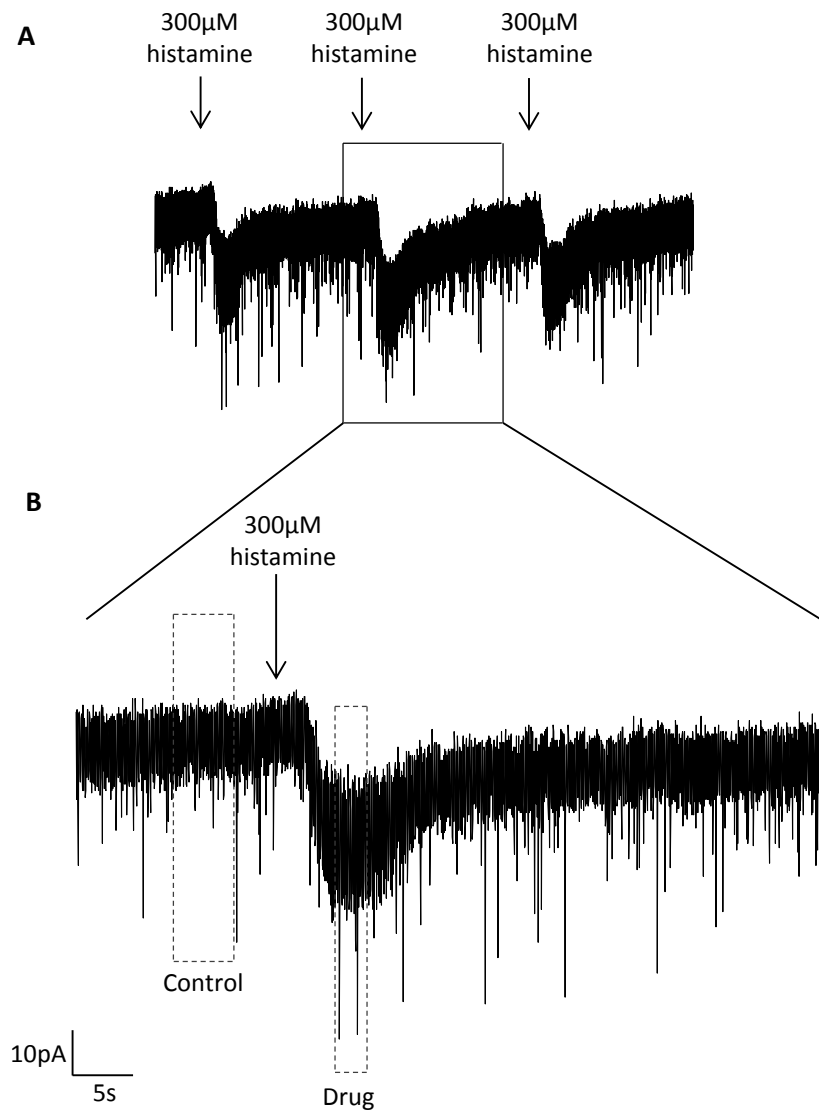 A
300μM
histamine
300μM
histamine
300μM
histamine
B
300μM
histamine
Control
10pA
5s
Drug